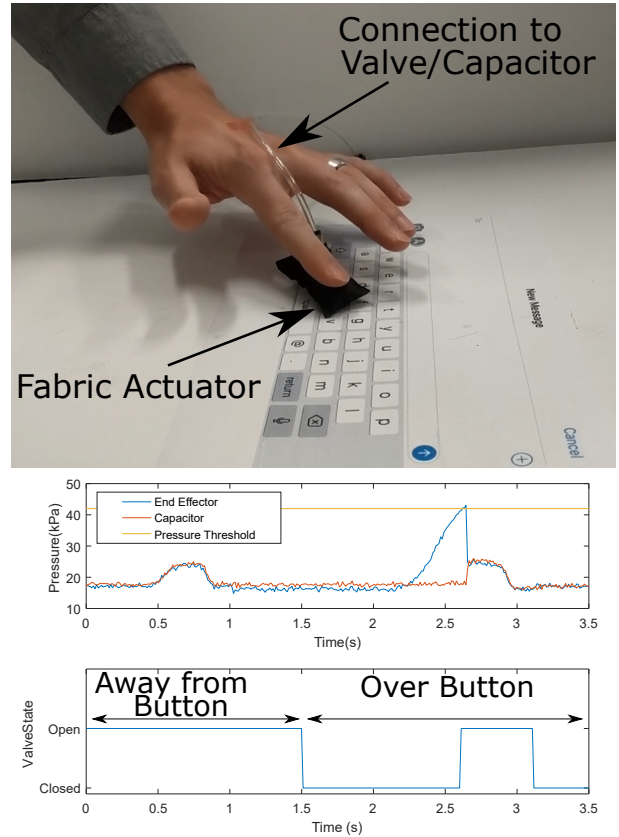 Connection to
Valve/Capacitor
Fabric Actuator
New Message
Cancel
w e r t y u i o p
a s d f g h j k l
v b n m
@ . return
Pressure(kPa)
50
40
30
20
10
End Effector
Capacitor
Pressure Threshold
0 0.5 1 1.5 2 2.5 3 3.5
Time(s)
ValveState
Open
Closed
Away from
Button
Over Button
0 0.5 1 1.5 2 2.5 3 3.5
Time (s)